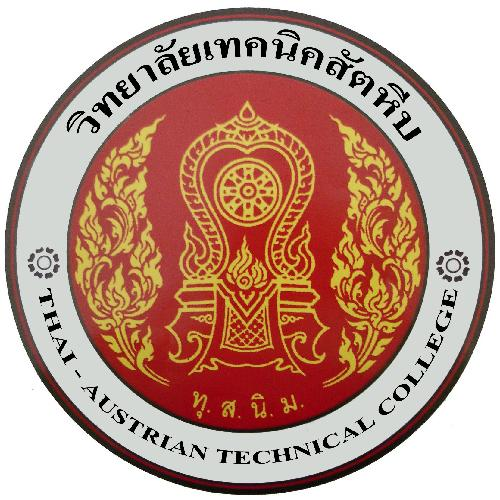 วิทยาลัยเทคนิคสัตหีบ
ทุ. ส. นิ. ม.
THAI - AUSTRIAN TECHNICAL COLLEGE